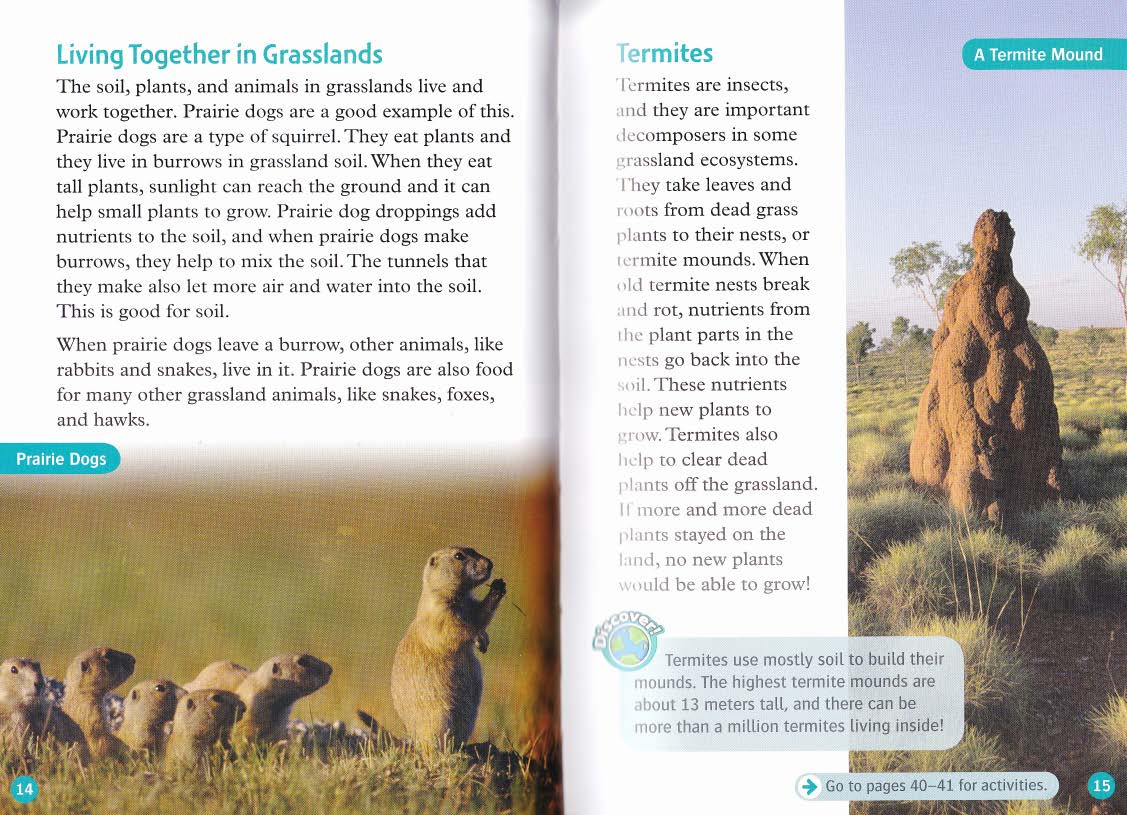 Living Together in Grasslands
The soil, plants, and animals in grasslands live and
work together. Prairie dogs are a good example of this.
Prairie dogs are a type of squirrel. They eat plants and
they live in burrows in grassland soil. When they eat
tall plants, sunlight can reach the ground and it can
help small plants to grow. Prairie dog droppings add
nutrients to the soil, and when prairie dogs make
burrows, they help to mix the soil. The tunnels that
they make also let more air and water into the soil.
This is good for soil.
When prairie dogs leave a burrow, other animals, like
rabbits and snakes, live in it. Prairie dogs are also food
for many other grassland animals, like snakes, foxes,
and hawks.
Prairie Dogs
14
Termites
Termites are insects,
and they are important
decomposers in some
grassland ecosystems.
They take leaves and
roots from dead grass
plants to their nests, or
termite mounds. When
old termite nests break
and rot, nutrients from
the plant parts in the
nests go back into the
soil. These nutrients
help new plants to
grow. Termites also
help to clear dead
plants off the grassland.
If more and more dead
plants stayed on the
land, no new plants
would be able to grow!
A Termite Mound
Discover!
Termites use mostly soil to build their
mounds. The highest termite mounds are
about 13 meters tall, and there can be
more than a million termites living inside!
Go to pages 40–41 for activities.
15